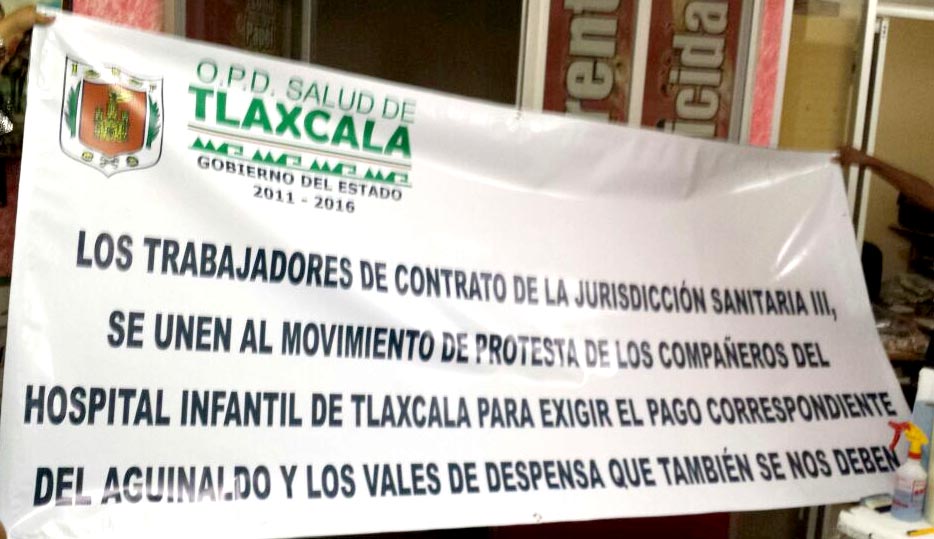 O.P.D. SALUD DE
TLAXCALA
GOBIERNO DEL ESTADO
2011 - 2016
LOS TRABAJADORES DE CONTRATO DE LA JURISDICCIÓN SANITARIA III,
SE UNEN AL MOVIMIENTO DE PROTESTA DE LOS COMPAÑEROS DEL
HOSPITAL INFANTIL DE TLAXCALA PARA EXIGIR EL PAGO CORRESPONDIENTE
DEL AGUINALDO Y LOS VALES DE DESPENSA QUE TAMBIÉN SE NOS DEBEN